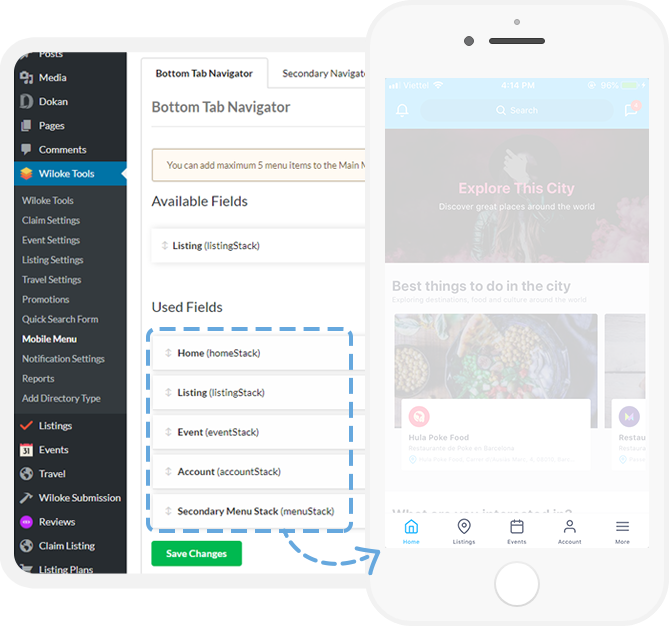 Posts
Media
Dokan
Pages
Comments
Wiloke Tools
Wiloke Tools
Claim Settings
Event Settings
Listing Settings
Travel Settings
Promotions
Quick Search Form
Mobile Menu
Notification Settings
Reports
Add Directory Type
Listings
Events
Travel
Wiloke Submission
Reviews
Claim Listing
Listing Plans
Bottom Tab Navigator
Secondary Navigato
Bottom Tab Navigator
You can add maximum 5 menu items to the Main M
Available Fields
Listing (listingStack)
Used Fields
Home (homeStack)
Listing (listingStack)
Event (eventStack)
Account (accountStack)
Secondary Menu Stack (menuStack)
Save Changes
Viettel
4:14 PM
Search
Explore This City
Discover great places around the world
Best things to do in the city
Exploring destinations, food and culture around the world
Hula Poke Food
Restaurante de Poke en Barcelona
Restau
Restaura
What are you interested in?
Home
Listings
Events
Account
More